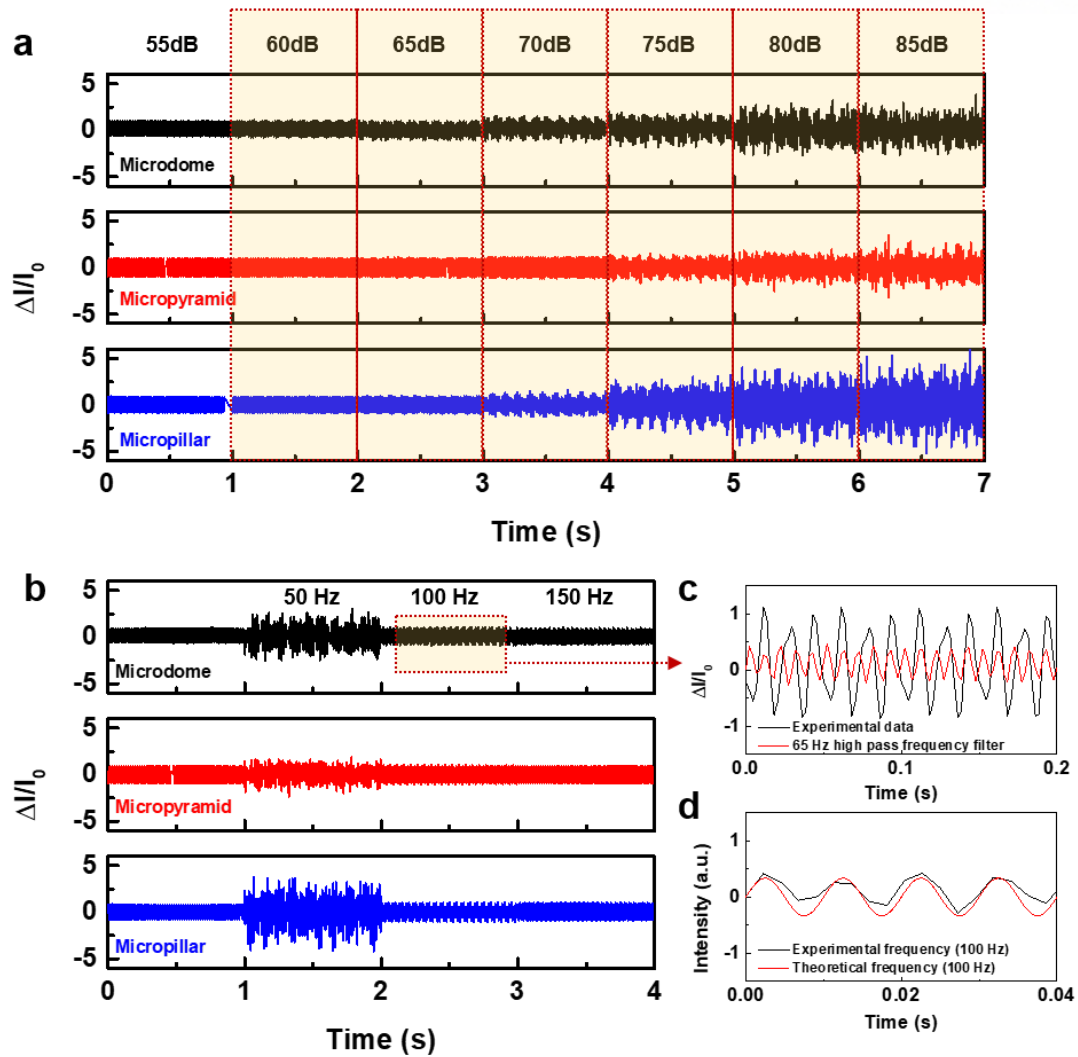 a
55dB 60dB 65dB 70dB 75dB 80dB 85dB
5
0
-5
Microdome
5
0
-5
Micropyramid
5
0
-5
Micropillar
ΔI/I0
0 1 2 3 4 5 6 7
Time (s)
b
50 Hz 100 Hz 150 Hz
5
0
-5
Microdome
5
0
-5
Micropyramid
5
0
-5
Micropillar
ΔI/I0
0 1 2 3 4
Time (s)
c
1
0
-1
ΔI/I0
Experimental data
65 Hz high pass frequency filter
0.0 0.1 0.2
Time (s)
d
1
0
-1
Intensity (a.u.)
Experimental frequency (100 Hz)
Theoretical frequency (100 Hz)
0.00 0.02 0.04
Time (s)